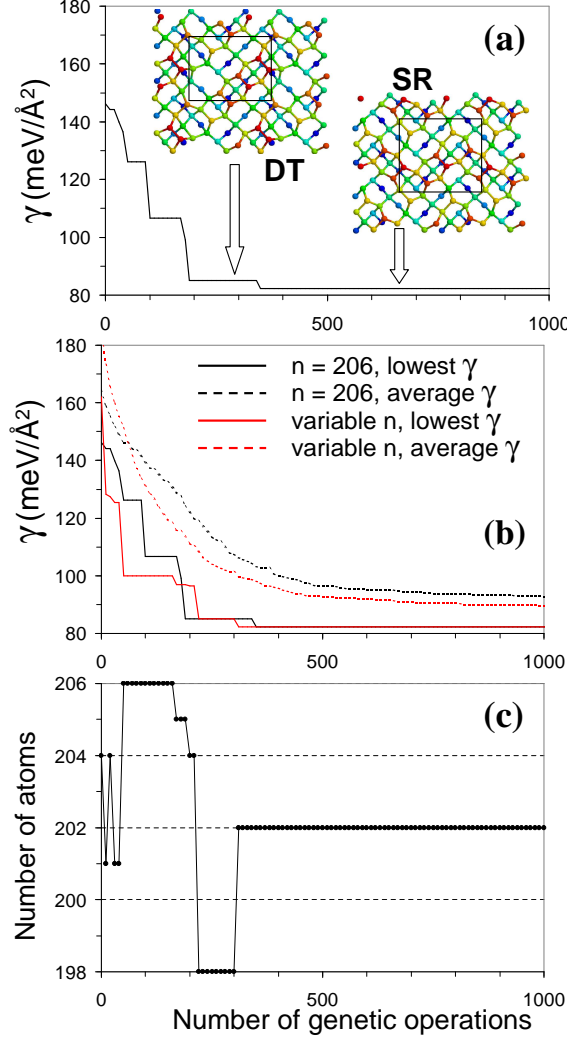 180
160
140
120
100
80
γ (meV/Å²)
(a)
DT
SR
0
500
1000
180
160
140
120
100
80
γ (meV/Å²)
n = 206, lowest γ
n = 206, average γ
variable n, lowest γ
variable n, average γ
(b)
0
500
1000
206
204
202
200
198
Number of atoms
(c)
0
500
1000
Number of genetic operations